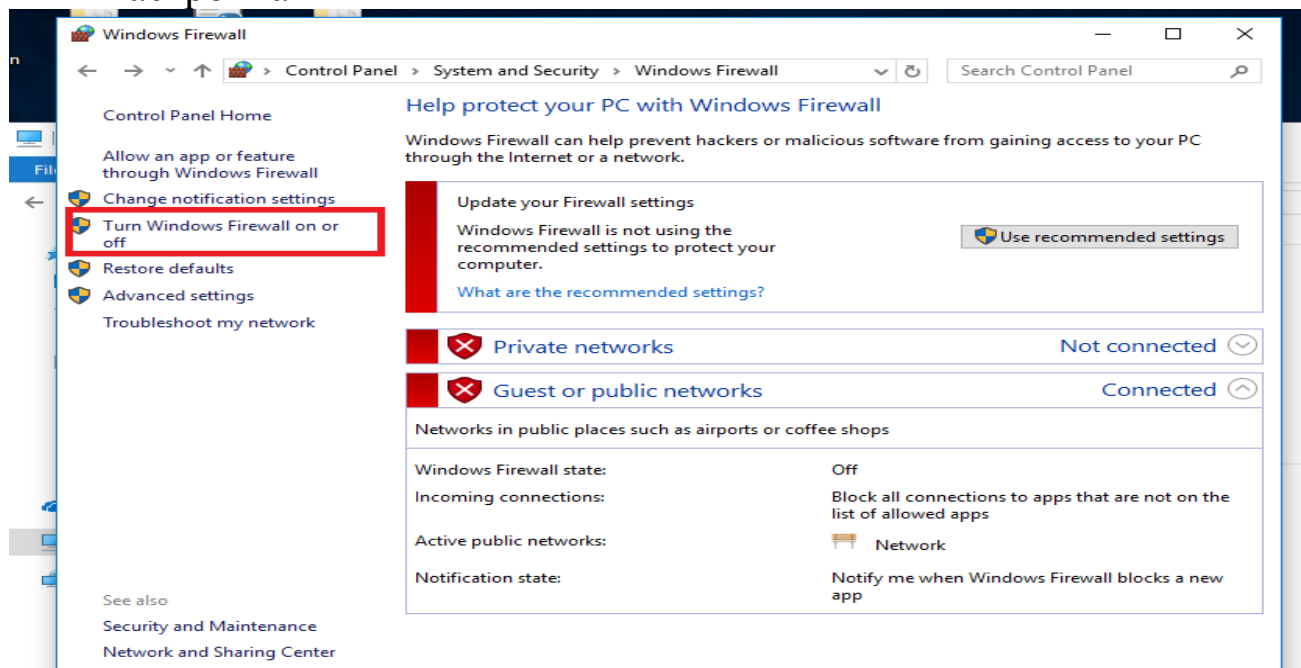 Windows Firewall
Control Panel > System and Security > Windows Firewall
Search Control Panel
n
File
Control Panel Home
Allow an app or feature
through Windows Firewall
Change notification settings
Turn Windows Firewall on or
off
Restore defaults
Advanced settings
Troubleshoot my network
See also
Security and Maintenance
Network and Sharing Center
Help protect your PC with Windows Firewall
Windows Firewall can help prevent hackers or malicious software from gaining access to your PC
through the Internet or a network.
Update your Firewall settings
Windows Firewall is not using the
recommended settings to protect your
computer.
What are the recommended settings?
Use recommended settings
Private networks Not connected
Guest or public networks Connected
Networks in public places such as airports or coffee shops
Windows Firewall state: Off
Incoming connections: Block all connections to apps that are not on the
list of allowed apps
Active public networks: Network
Notification state: Notify me when Windows Firewall blocks a new
app